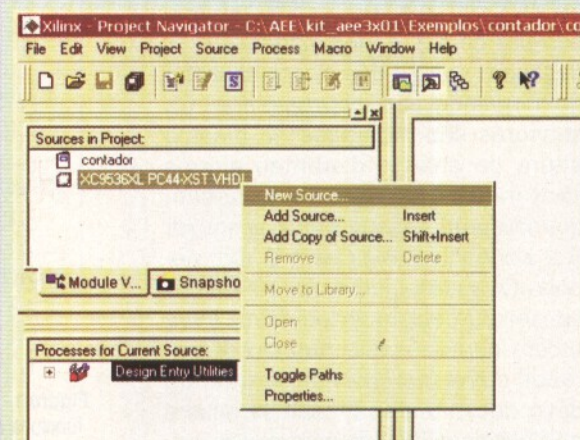 Xilinx - Project Navigator - C:\AEE\kit_aee3x01\Exemplos\contador\co
File Edit View Project Source Process Macro Window Help
Sources in Project:
contador
XC9536XL PC44-XST VHDL
New Source...
Add Source... Insert
Add Copy of Source... Shift+Insert
Remove Delete
Move to Library...
Open
Close
Toggle Paths
Properties...
Module V... Snapsho
Processes for Current Source:
Design Entry Utilities